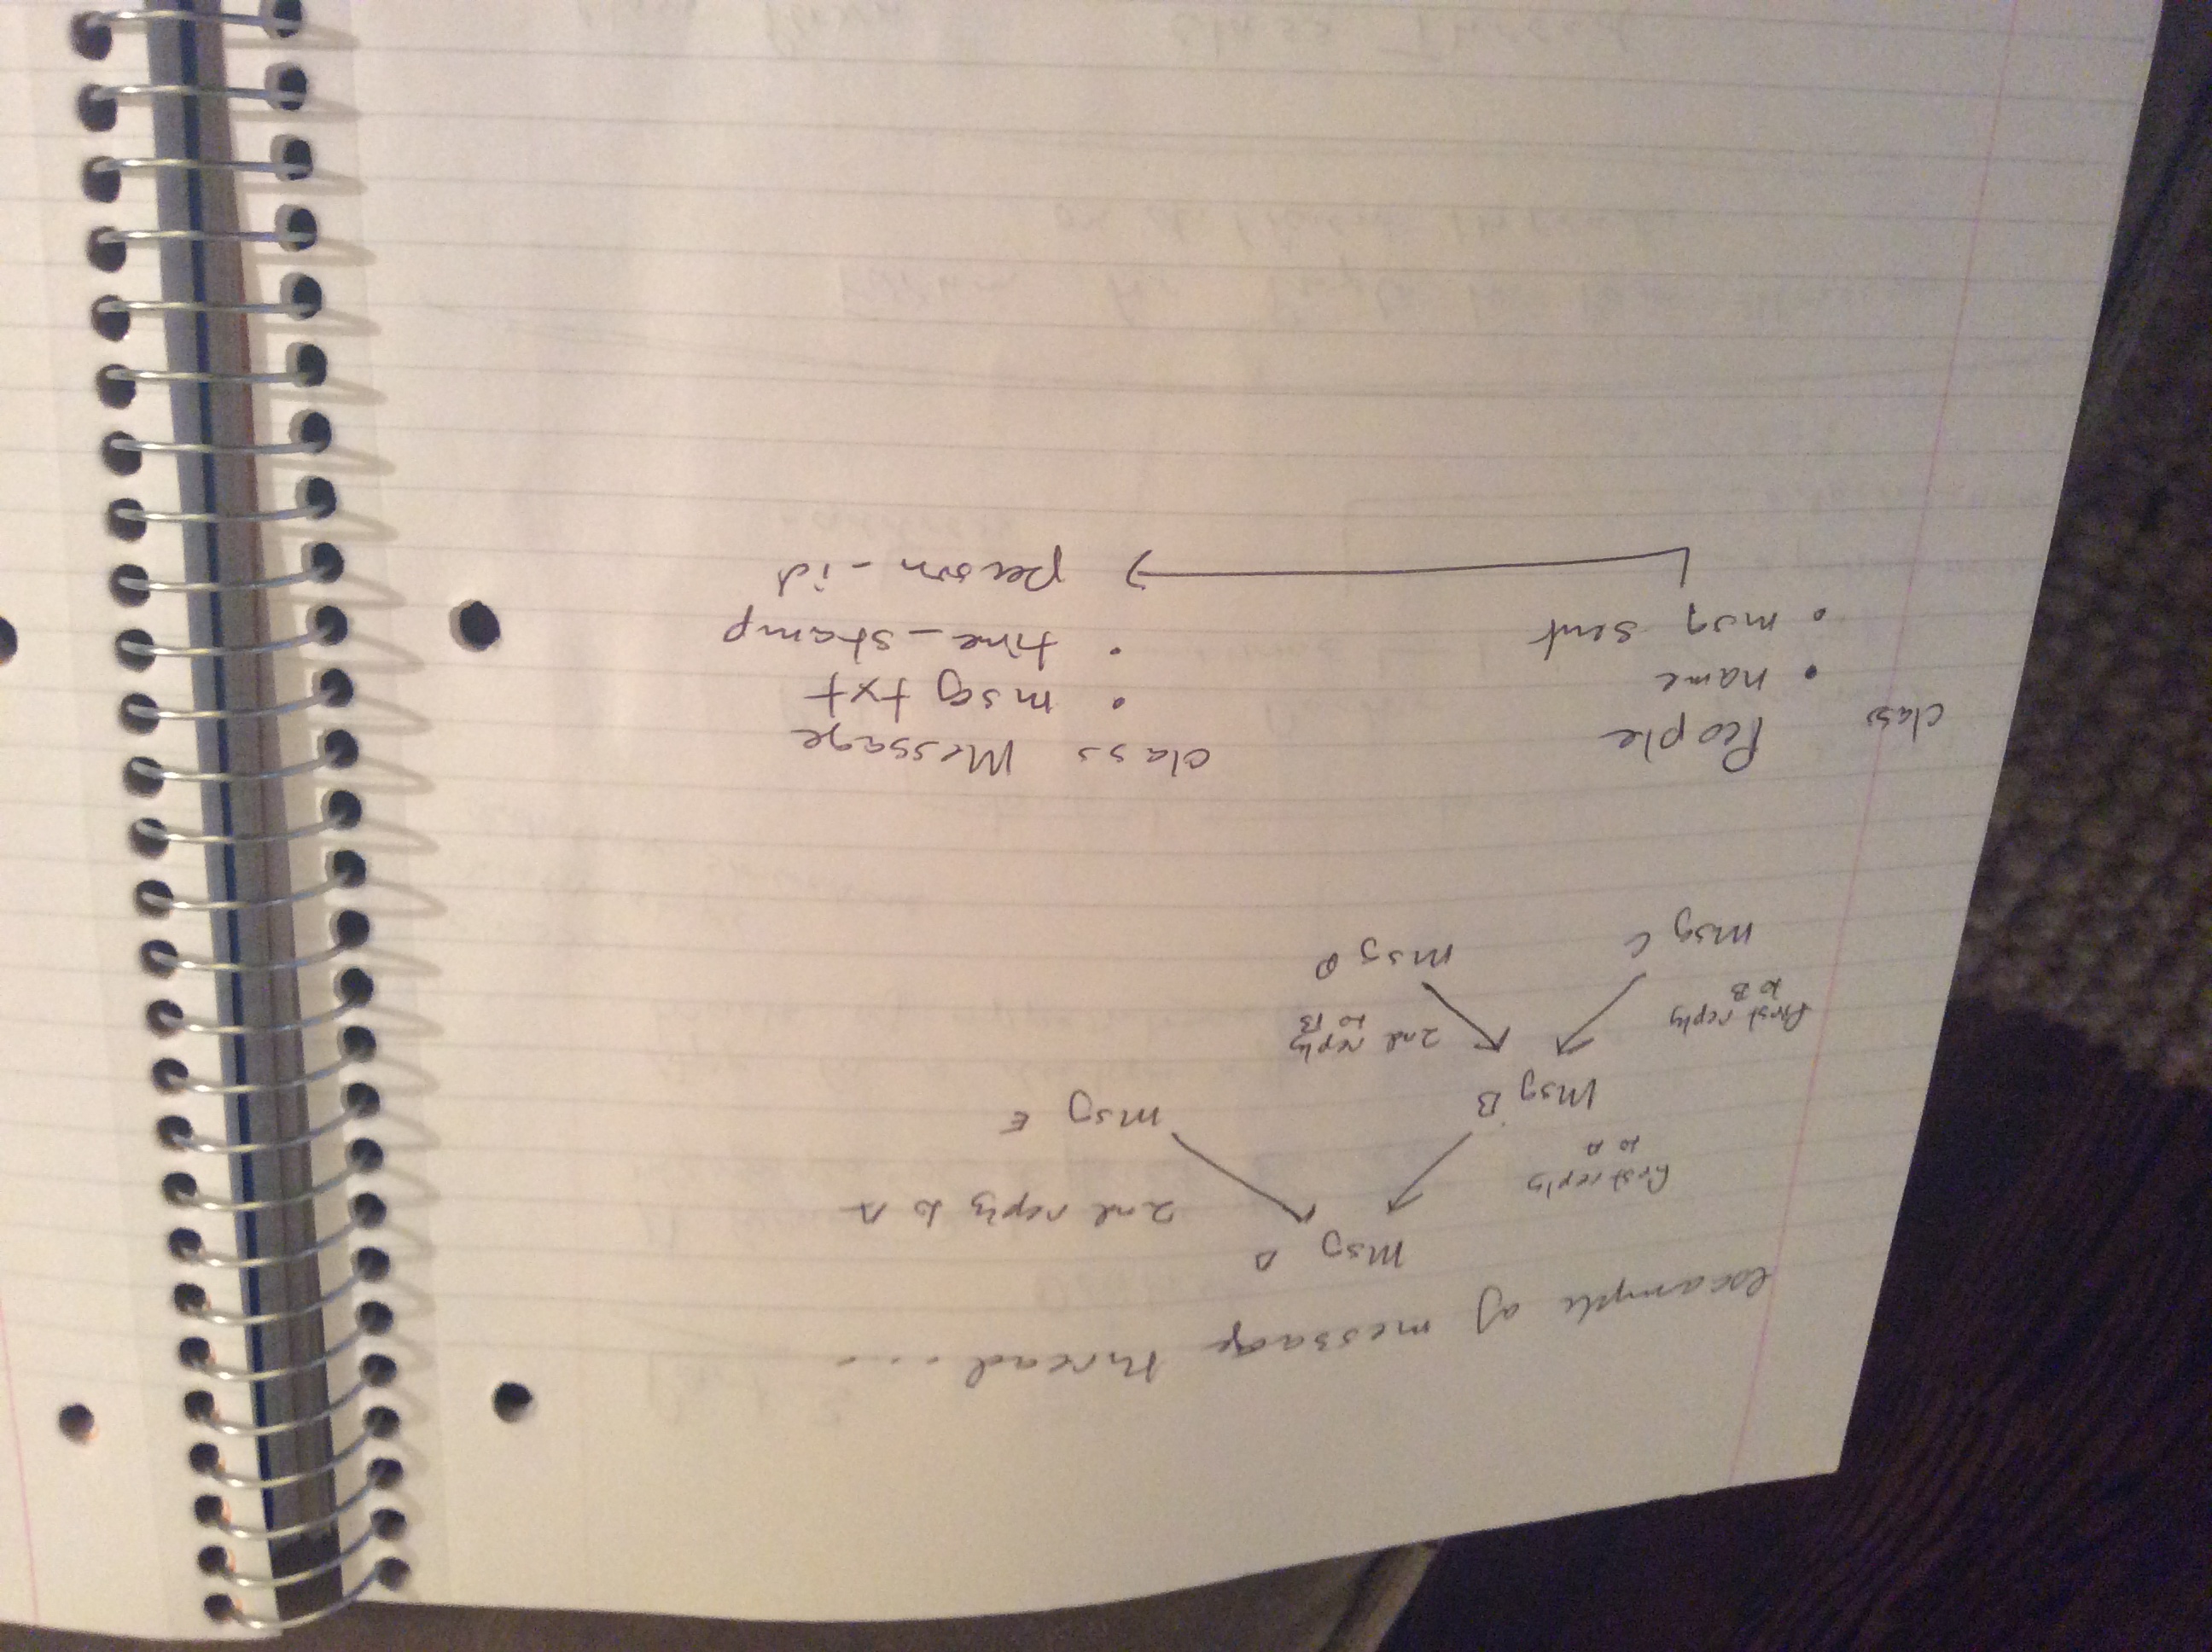 example of message thread....
Msg A
2nd reply to A
first reply
to A
Msg B
msg E
first reply
to B
2nd reply
to B
msg C
msg D
class People
• name
• msg sent
class Message
• msg txt
• time_stamp
person_id
class